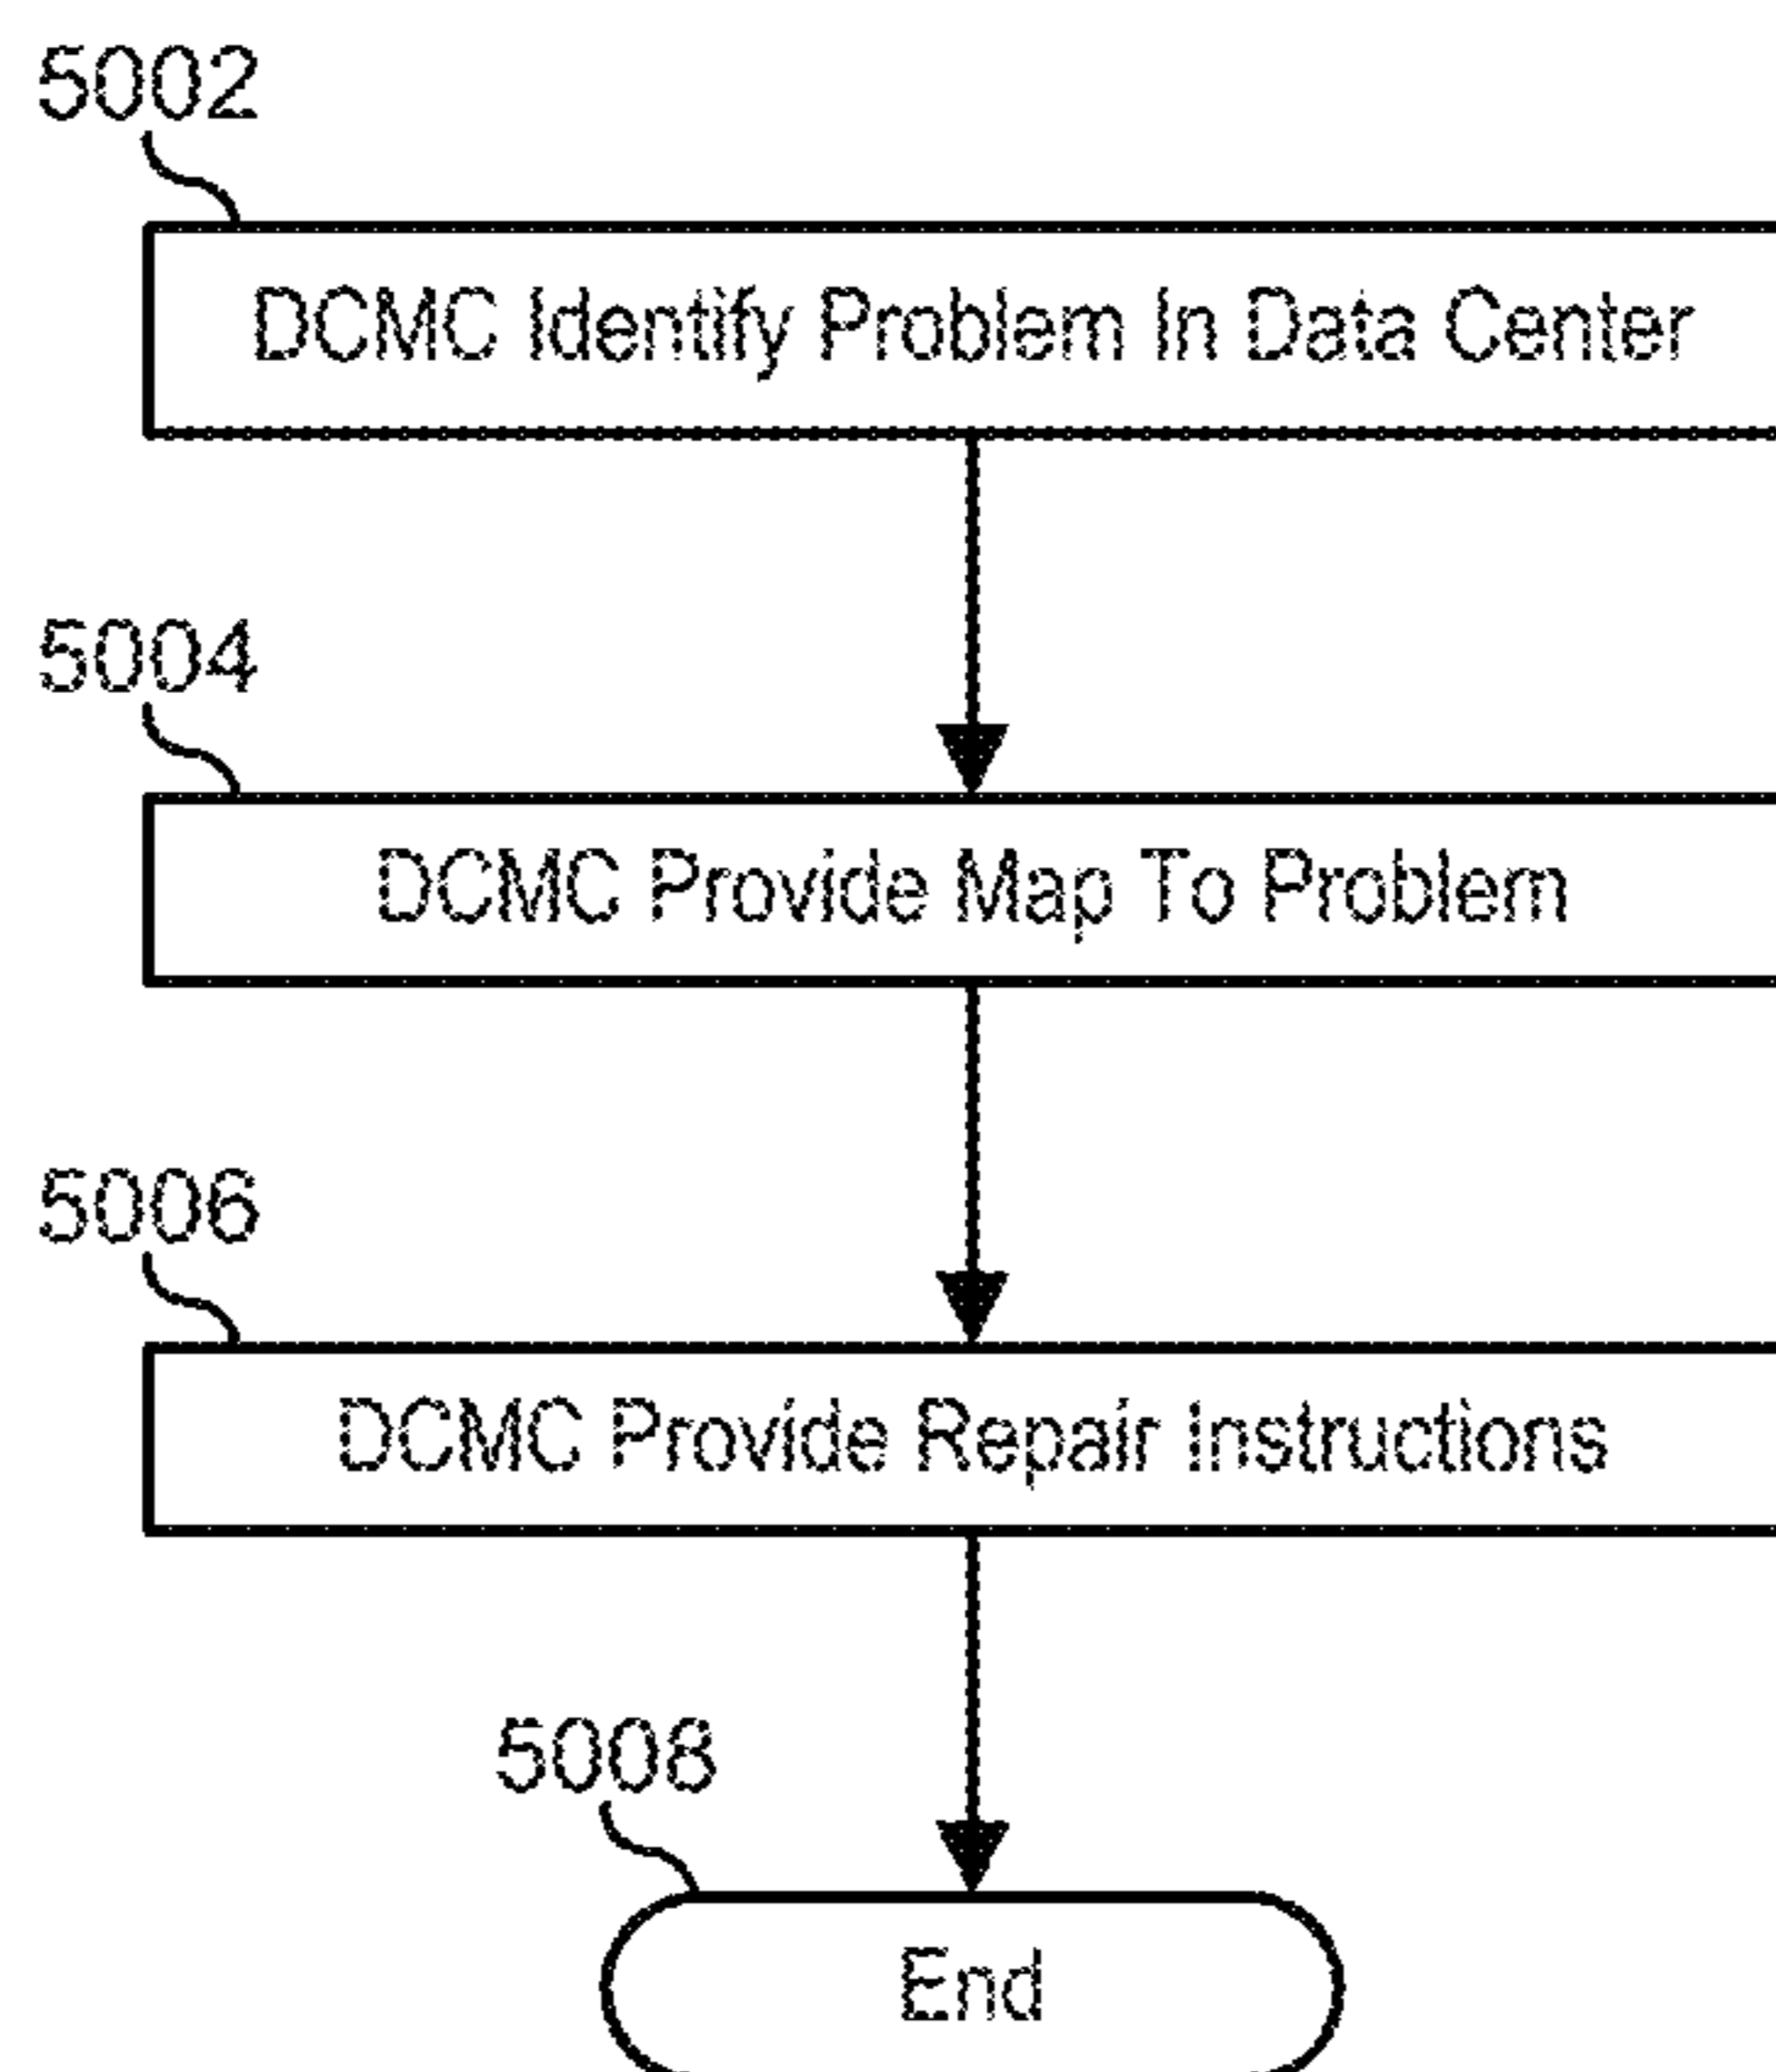 5002
DCMC Identify Problem In Data Center
5004
DCMC Provide Map To Problem
5006
DCMC Provide Repair Instructions
5008
End